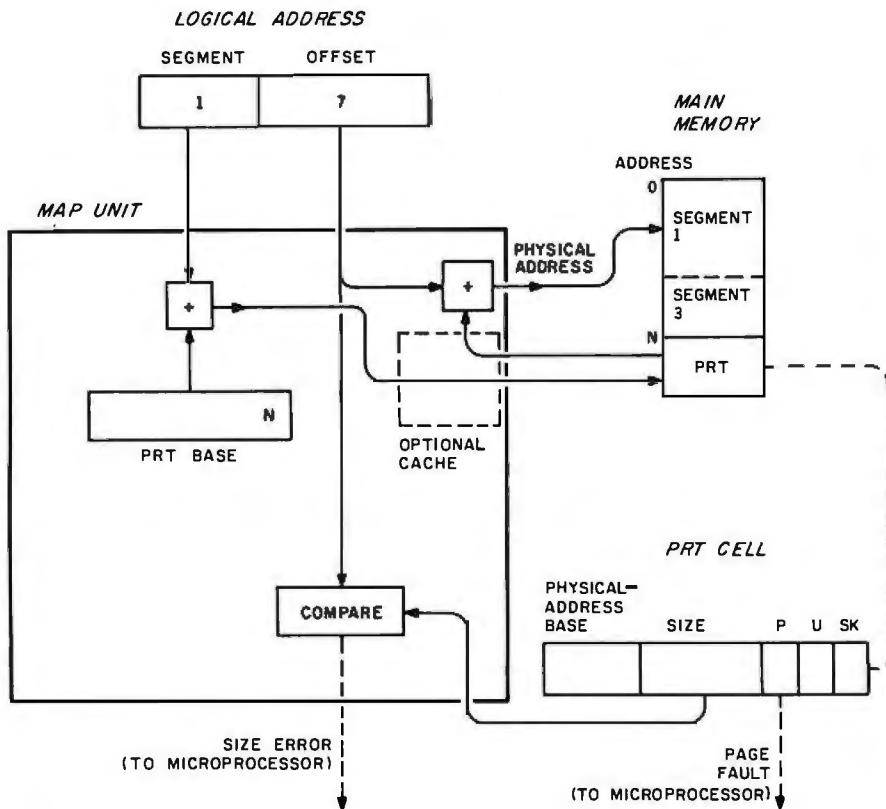 LOGICAL ADDRESS
SEGMENT OFFSET
1 7
MAIN
MEMORY
ADDRESS
0
SEGMENT
1
SEGMENT
3
N
PRT
MAP UNIT
+
+
PHYSICAL
ADDRESS
N
PRT BASE
OPTIONAL
CACHE
COMPARE
SIZE ERROR
(TO MICROPROCESSOR)
PRT CELL
PHYSICAL-
ADDRESS
BASE SIZE P U SK
PAGE
FAULT
(TO MICROPROCESSOR)